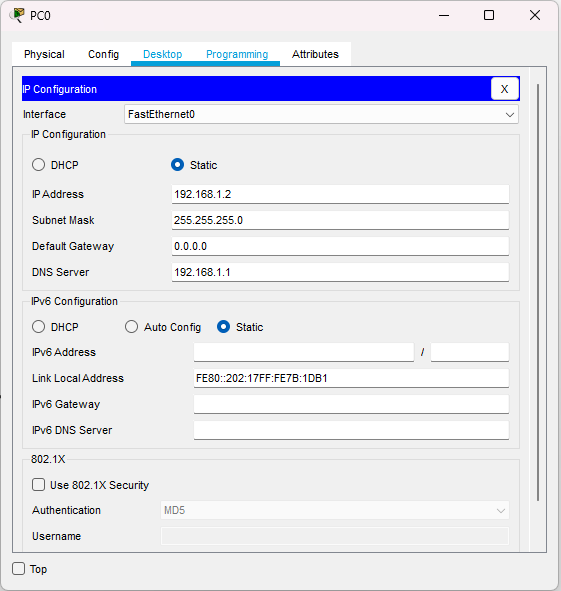 PC0
Physical Config Desktop Programming Attributes
IP Configuration X
Interface FastEthernet0
IP Configuration
DHCP Static
IP Address 192.168.1.2
Subnet Mask 255.255.255.0
Default Gateway 0.0.0.0
DNS Server 192.168.1.1
IPv6 Configuration
DHCP Auto Config Static
IPv6 Address /
Link Local Address FE80::202:17FF:FE7B:1DB1
IPv6 Gateway
IPv6 DNS Server
802.1X
Use 802.1X Security
Authentication MD5
Username
Top